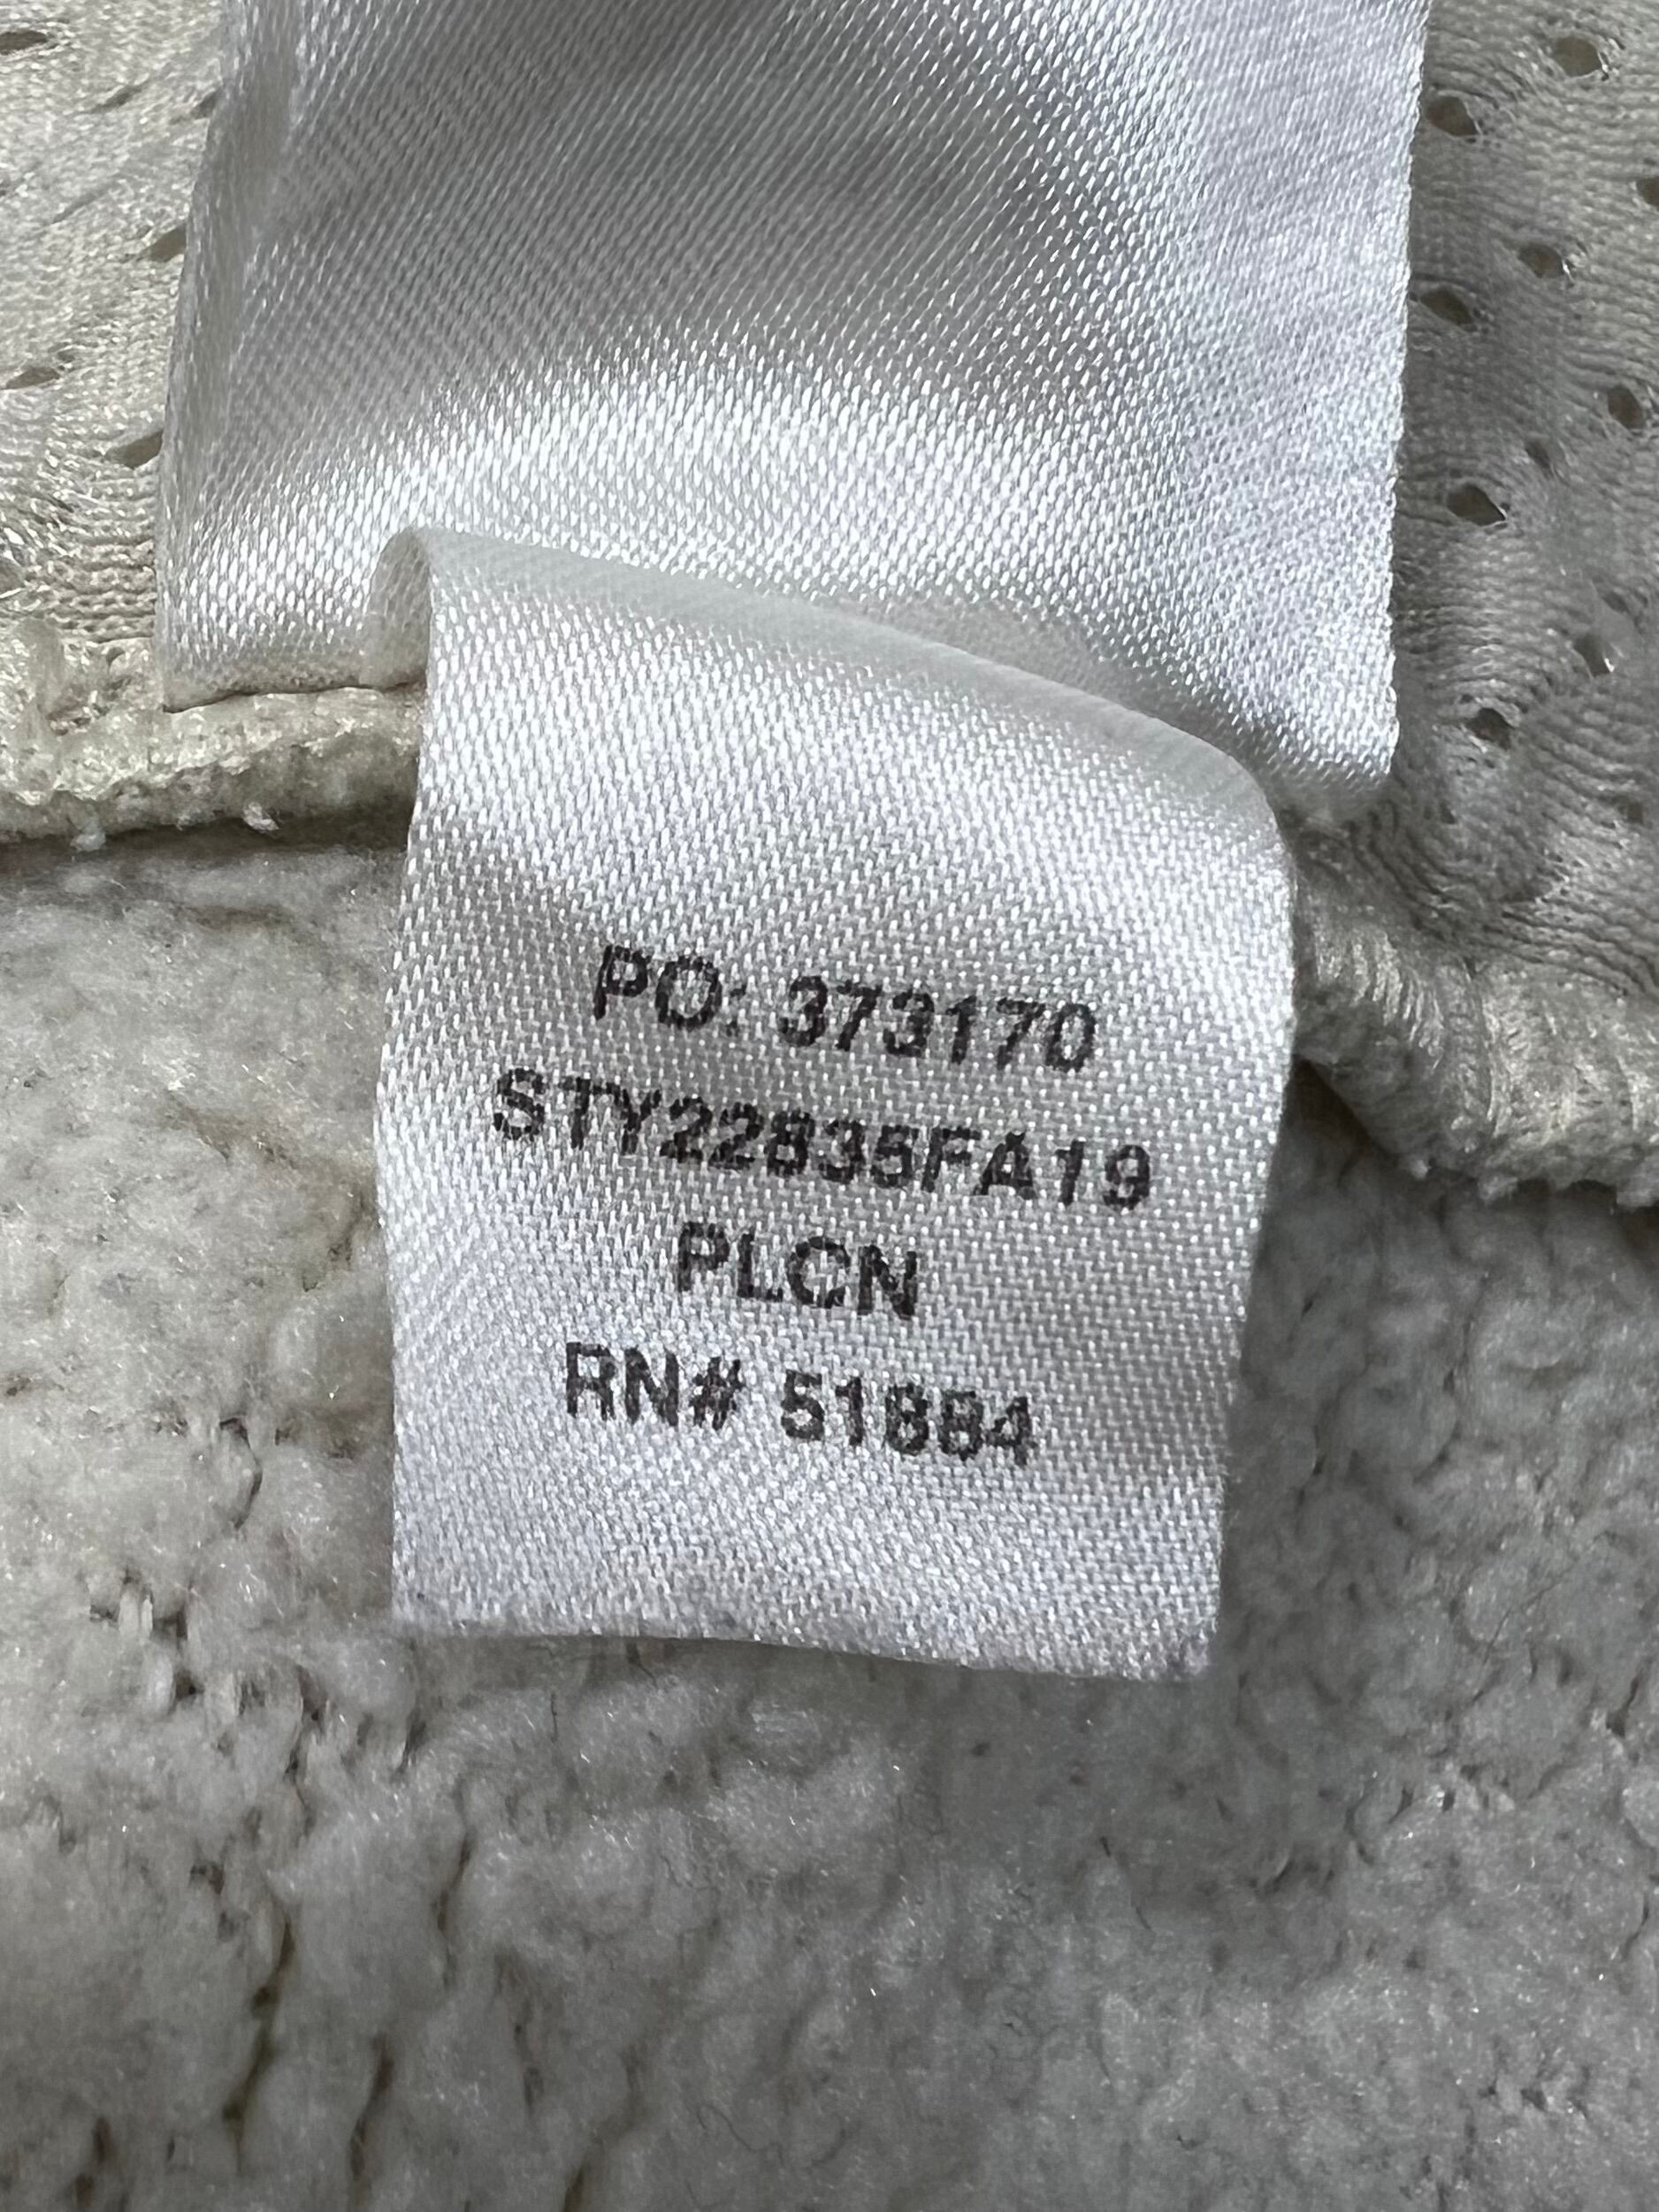 PO: 373170
STY22835FA19
PLCN
RN# 51884